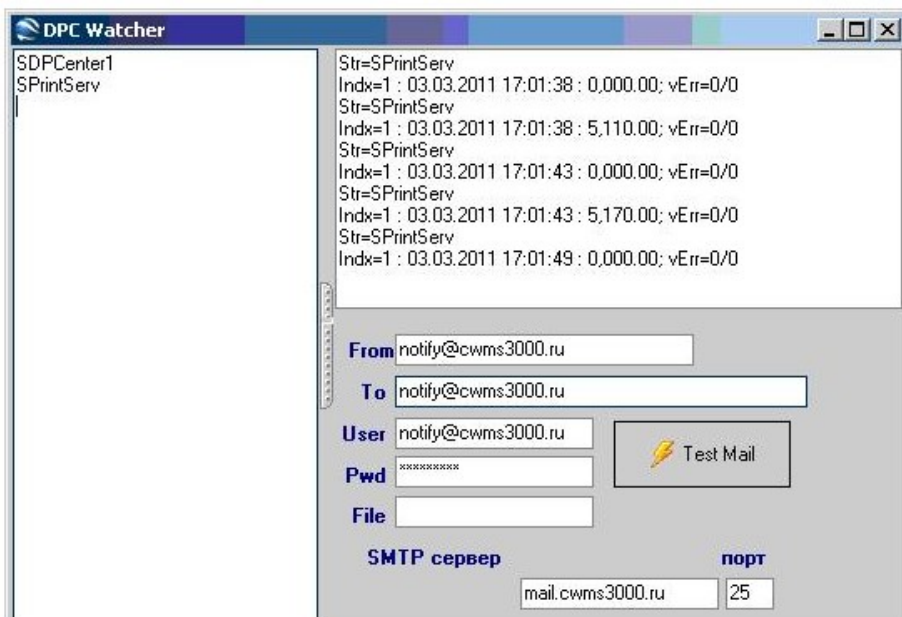 DPC Watcher
SDPCenter1
SPrintServ
Str=SPrintServ
Indx=1 : 03.03.2011 17:01:38 : 0,000.00; vErr=0/0
Str=SPrintServ
Indx=1 : 03.03.2011 17:01:38 : 5,110.00; vErr=0/0
Str=SPrintServ
Indx=1 : 03.03.2011 17:01:43 : 0,000.00; vErr=0/0
Str=SPrintServ
Indx=1 : 03.03.2011 17:01:43 : 5,170.00; vErr=0/0
Str=SPrintServ
Indx=1 : 03.03.2011 17:01:49 : 0,000.00; vErr=0/0
From notify@cwms3000.ru
To notify@cwms3000.ru
User notify@cwms3000.ru
Pwd *********
Test Mail
File
SMTP сервер порт
mail.cwms3000.ru 25